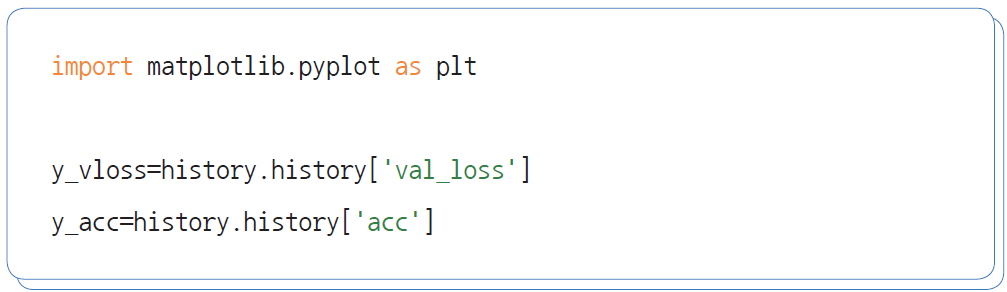 import matplotlib.pyplot as plt
y_vloss=history.history['val_loss']
y_acc=history.history['acc']